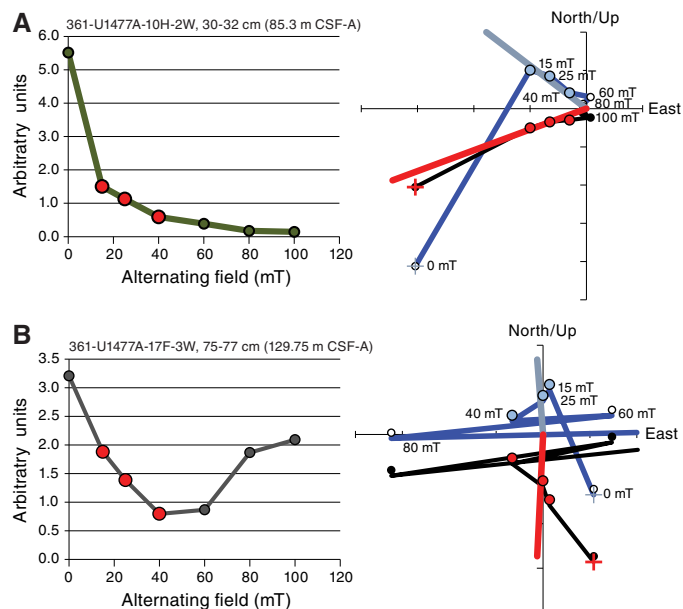 A
361-U1477A-10H-2W, 30-32 cm (85.3 m CSF-A)
6.0
5.0
4.0
3.0
2.0
1.0
0.0
Arbitratry units
0 20 40 60 80 100 120
Alternating field (mT)
North/Up
15 mT
25 mT
40 mT
60 mT
80 mT
East
100 mT
0 mT
B
361-U1477A-17F-3W, 75-77 cm (129.75 m CSF-A)
3.5
3.0
2.5
2.0
1.5
1.0
0.5
0.0
Arbitratry units
0 20 40 60 80 100 120
Alternating field (mT)
North/Up
15 mT
25 mT
40 mT
60 mT
East
80 mT
0 mT